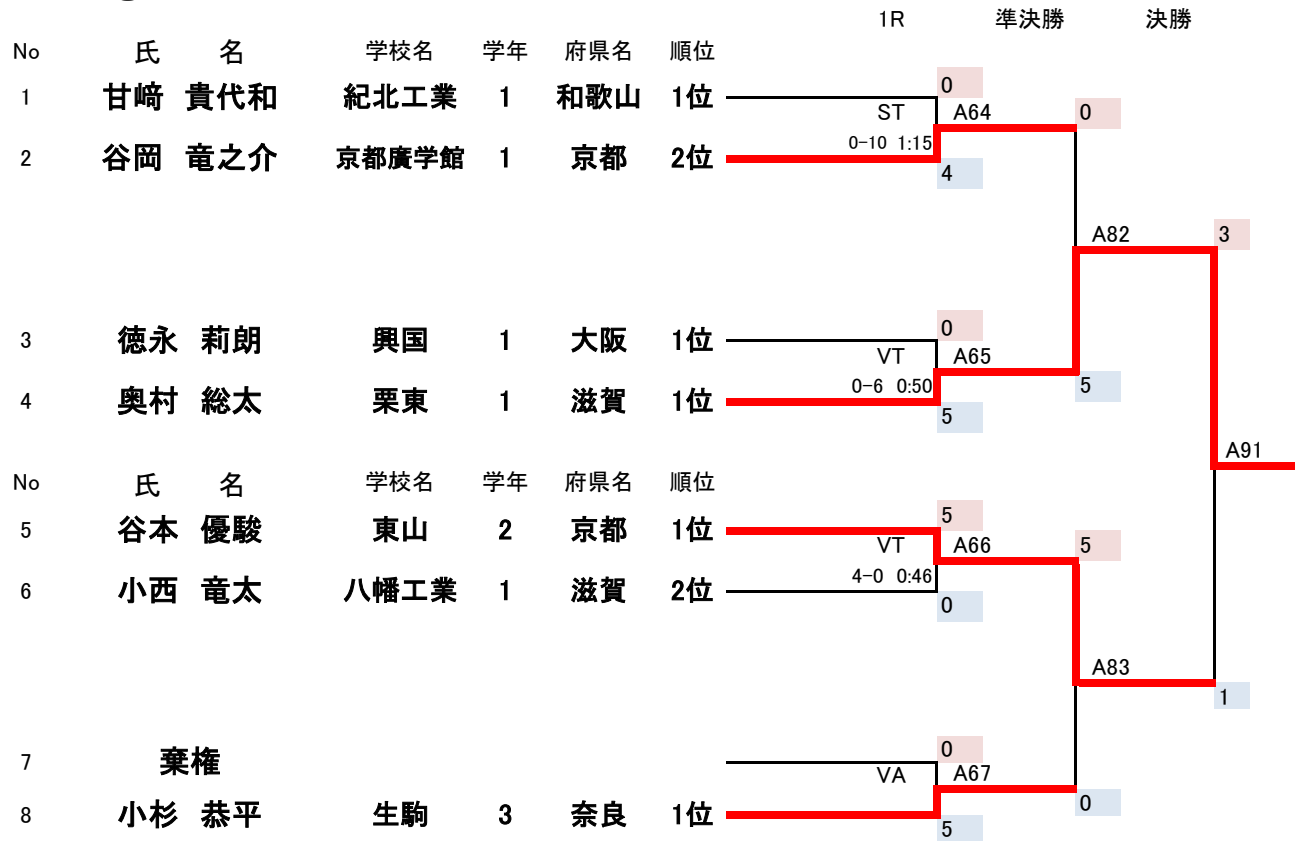 1R 準決勝 決勝
No 氏 名 学校名 学年 府県名 順位
0
1 甘﨑 貴代和 紀北工業 1 和歌山 1位
ST A64 0
0-10 1:15
2 谷岡 竜之介 京都廣学館 1 京都 2位
4
A82 3
0
3 徳永 莉朗 興国 1 大阪 1位
VT A65
0-6 0:50 5
4 奥村 総太 栗東 1 滋賀 1位
5
A91
No 氏 名 学校名 学年 府県名 順位
5
5 谷本 優駿 東山 2 京都 1位
VT A66 5
4-0 0:46
6 小西 竜太 八幡工業 1 滋賀 2位
0
A83
1
0
7 棄権
VA A67
0
8 小杉 恭平 生駒 3 奈良 1位
5